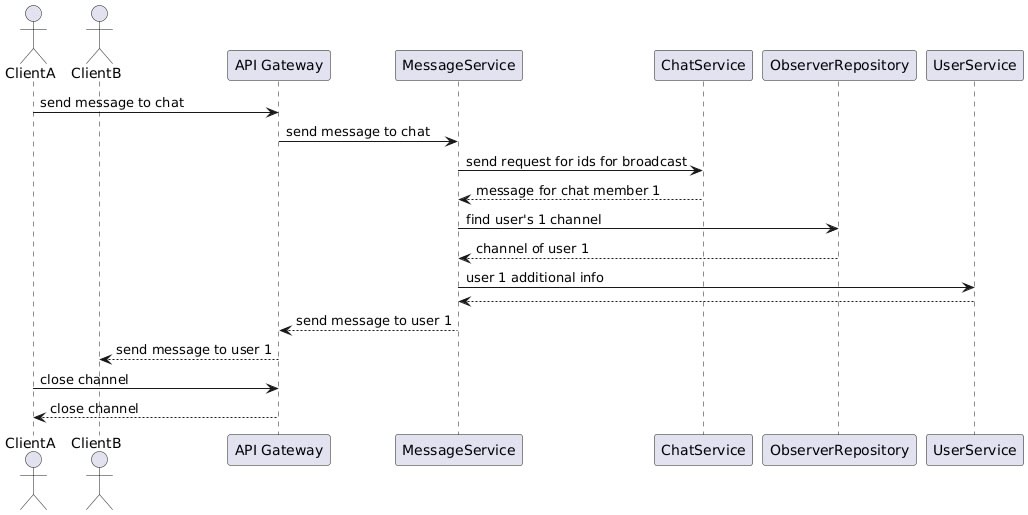 ClientA
ClientB
API Gateway
MessageService
ChatService
ObserverRepository
UserService
send message to chat
send message to chat
send request for ids for broadcast
message for chat member 1
find user's 1 channel
channel of user 1
user 1 additional info
send message to user 1
send message to user 1
close channel
close channel
ClientA
ClientB
API Gateway
MessageService
ChatService
ObserverRepository
UserService